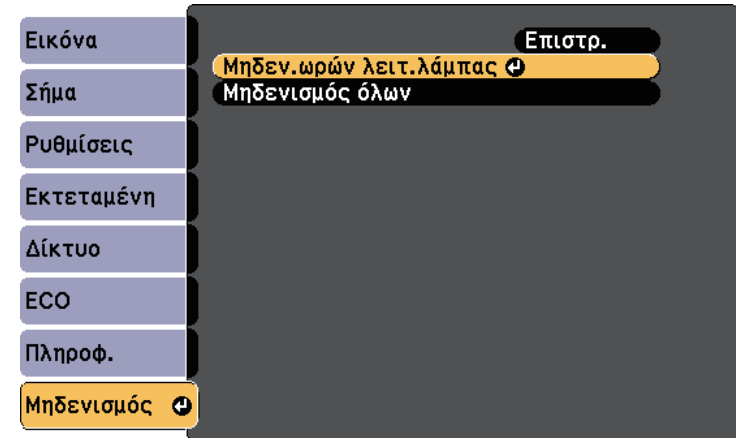 Εικόνα
Σήμα
Ρυθμίσεις
Εκτεταμένη
Δίκτυο
ECO
Πληροφ.
Μηδενισμός
Επιστρ.
Μηδεν.ωρών λειτ.λάμπας
Μηδενισμός όλων